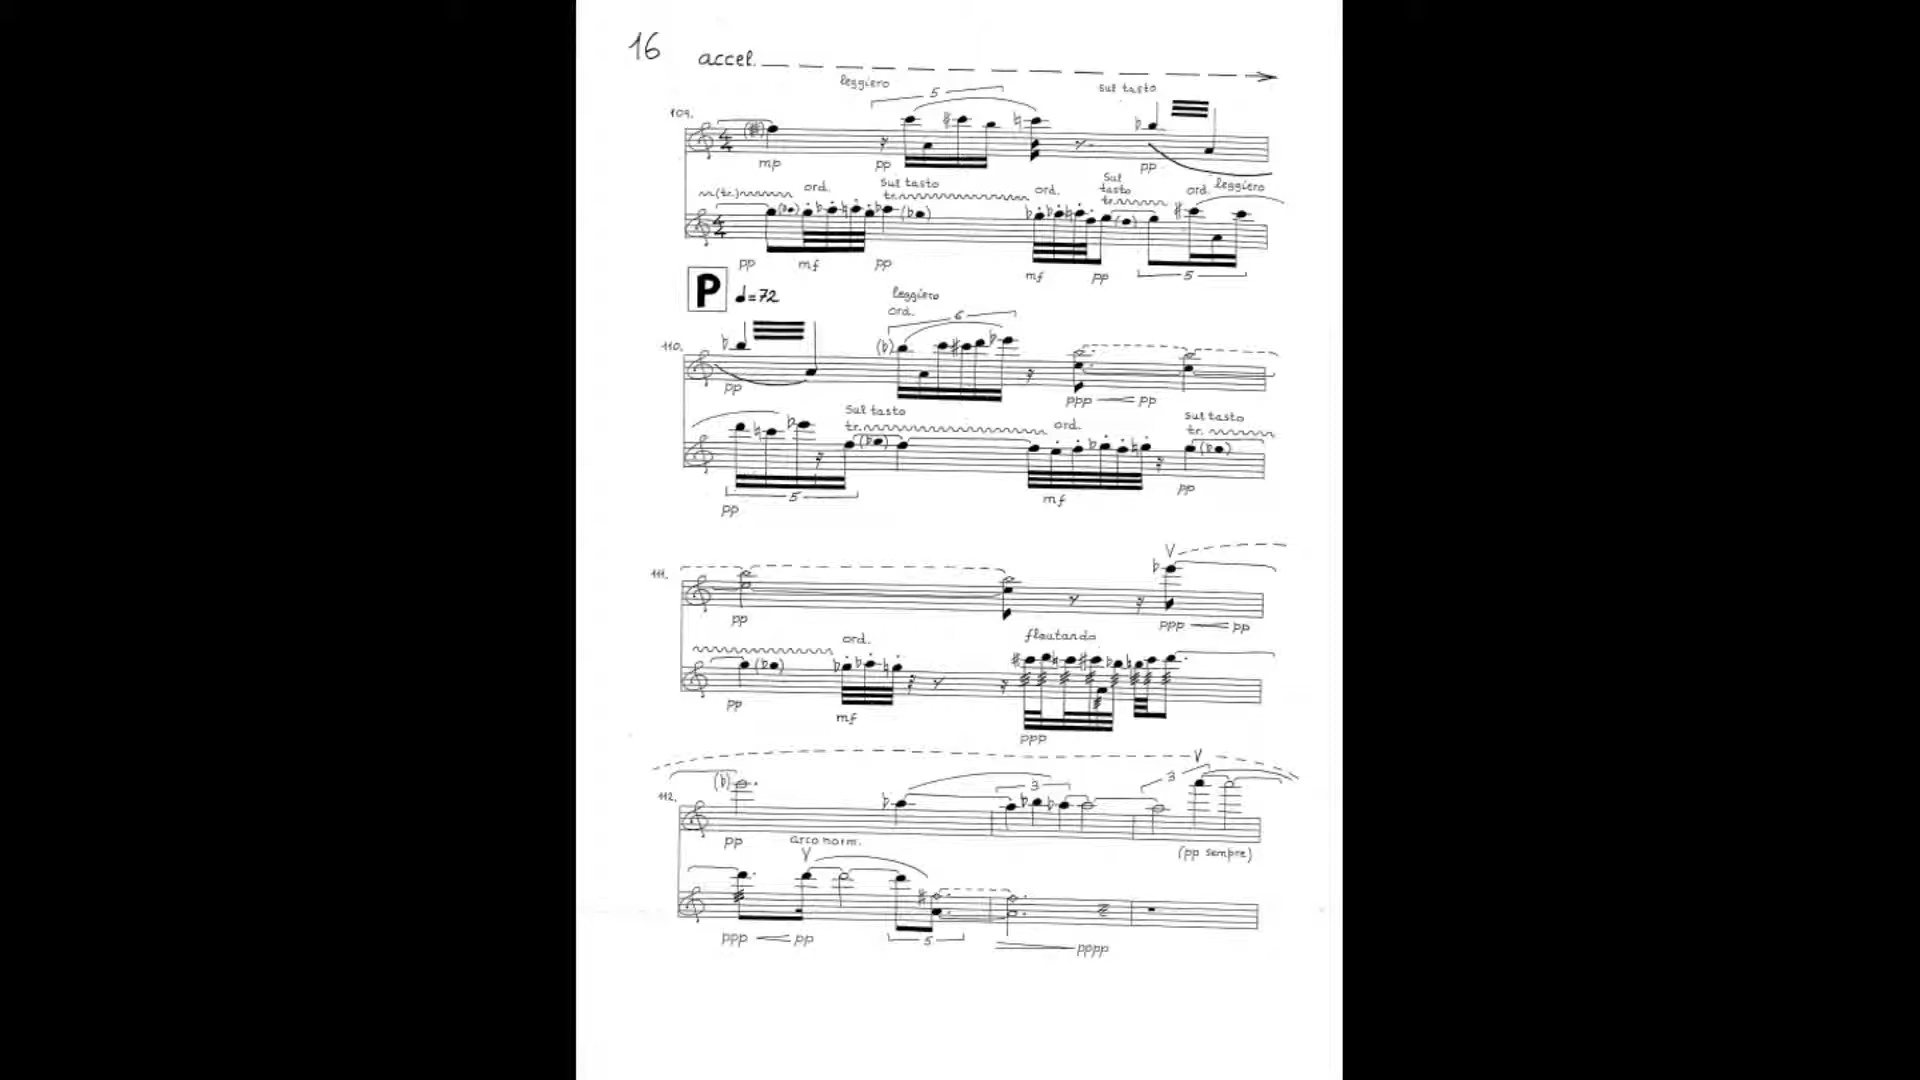 16
accel.
leggiero
5
sul tasto
109.
mp
pp
pp
(tr.) ord. sul tasto
tr.
ord. sul tasto
tr.
ord. leggiero
pp mf pp mf pp 5
P ♩=72
leggiero
ord.
6
110.
pp
ppp pp
sul tasto
tr.
ord.
sul tasto
tr.
5
pp
mf
pp
111.
pp
ppp pp
ord.
flautando
pp
mf
ppp
112.
3
3
pp
(pp sempre)
arco norm.
ppp pp
5
pppp